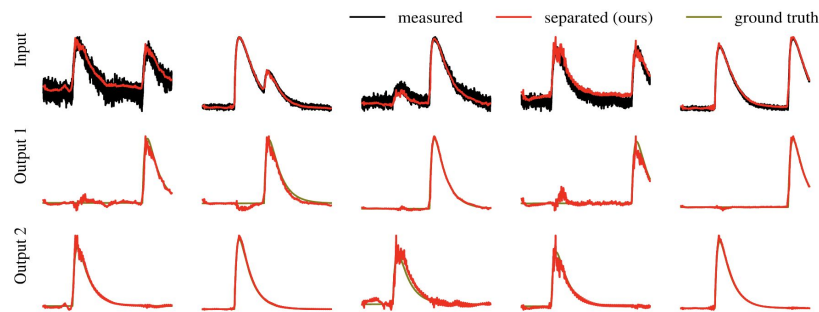 measured separated (ours) ground truth
Input
Output 1
Output 2